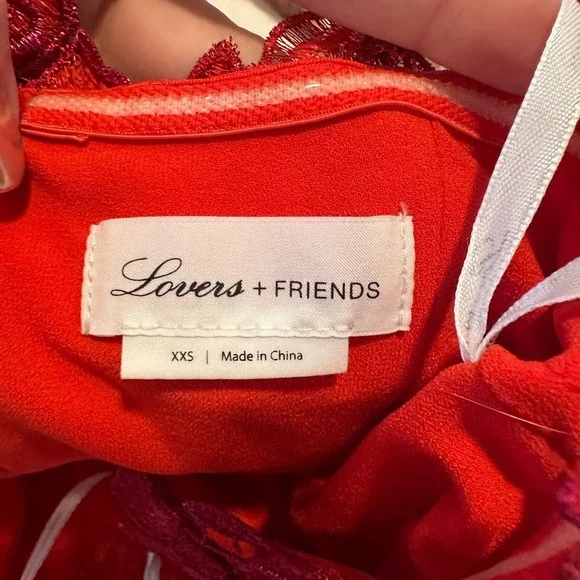 Lovers + FRIENDS
XXS | Made in China